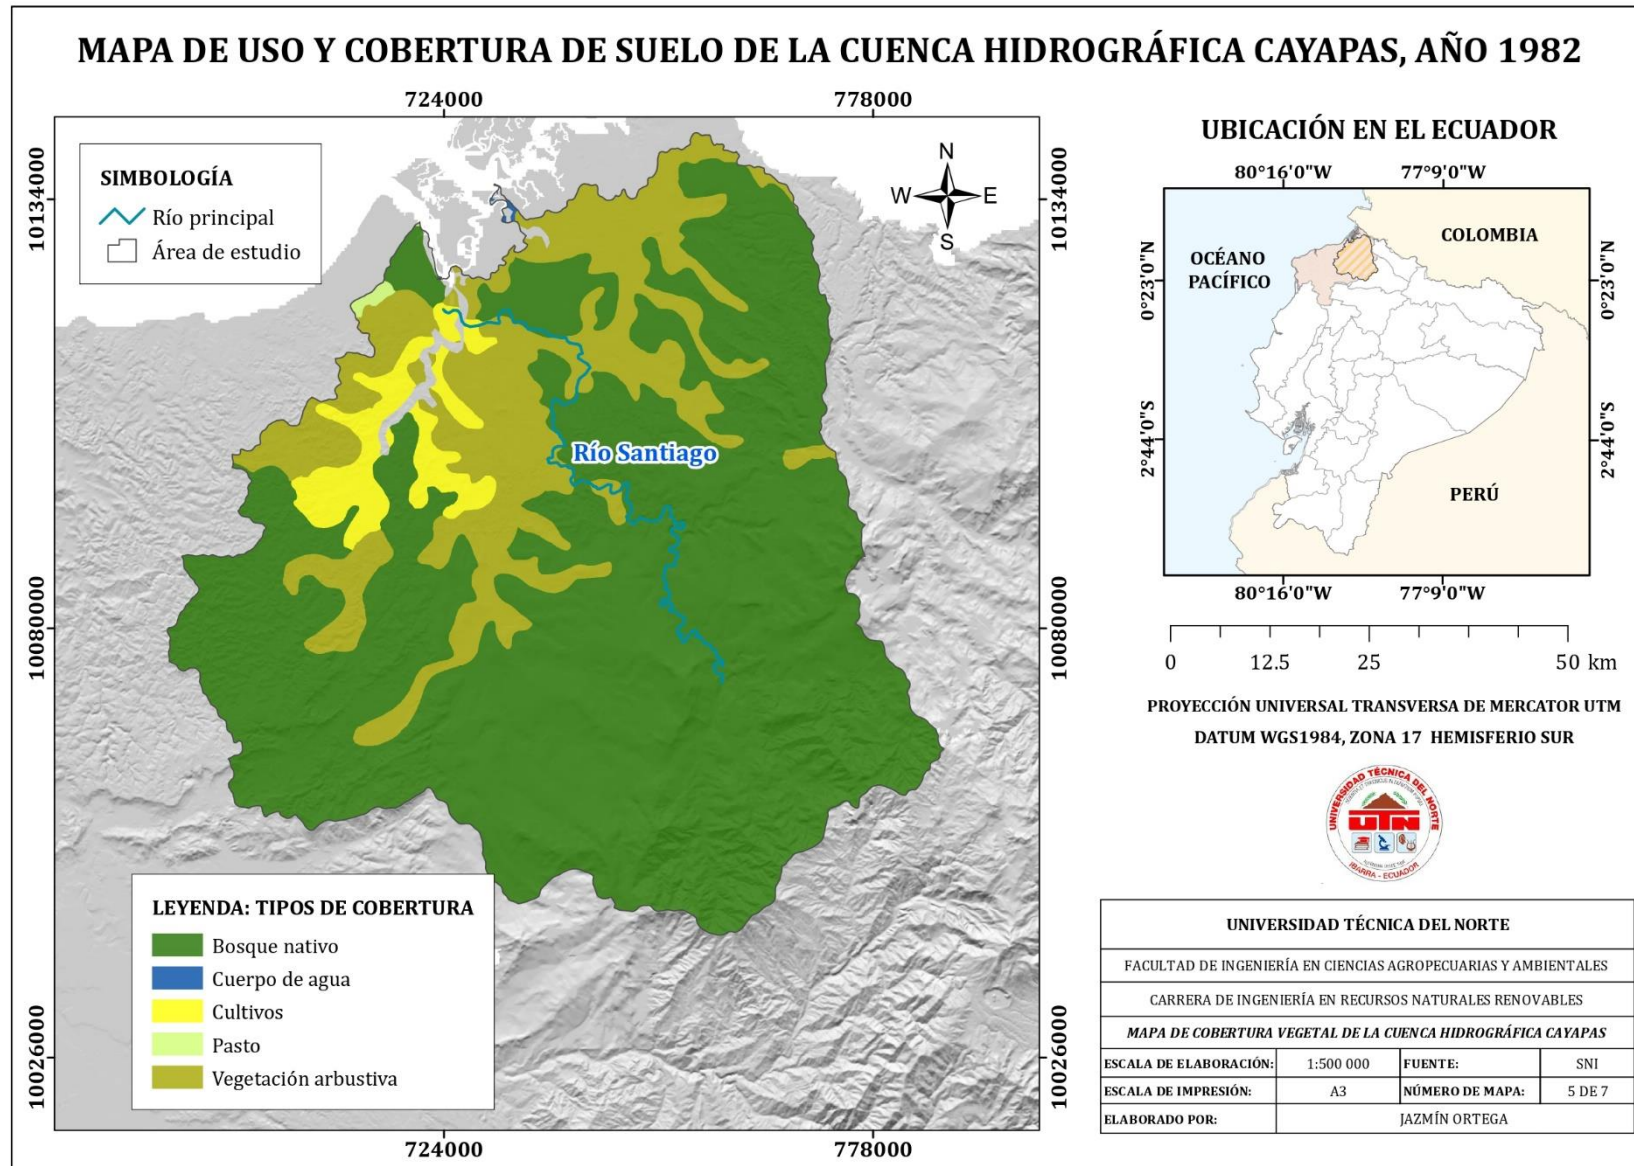 MAPA DE USO Y COBERTURA DE SUELO DE LA CUENCA HIDROGRÁFICA CAYAPAS, AÑO 1982
724000
778000
10134000
10134000
10080000
10080000
10026000
10026000
724000
778000
SIMBOLOGÍA
Río principal
Área de estudio
N
W
E
S
Río Santiago
LEYENDA: TIPOS DE COBERTURA
Bosque nativo
Cuerpo de agua
Cultivos
Pasto
Vegetación arbustiva
UBICACIÓN EN EL ECUADOR
80°16'0"W
77°9'0"W
0°23'0"N
0°23'0"N
2°44'0"S
2°44'0"S
OCÉANO
PACÍFICO
COLOMBIA
PERÚ
80°16'0"W
77°9'0"W
0
12.5
25
50 km
PROYECCIÓN UNIVERSAL TRANSVERSA DE MERCATOR UTM
DATUM WGS1984, ZONA 17 HEMISFERIO SUR
UNIVERSIDAD TÉCNICA DEL NORTE
UTN
IBARRA - ECUADOR
UNIVERSIDAD TÉCNICA DEL NORTE
FACULTAD DE INGENIERÍA EN CIENCIAS AGROPECUARIAS Y AMBIENTALES
CARRERA DE INGENIERÍA EN RECURSOS NATURALES RENOVABLES
MAPA DE COBERTURA VEGETAL DE LA CUENCA HIDROGRÁFICA CAYAPAS
ESCALA DE ELABORACIÓN: 1:500 000 FUENTE: SNI
ESCALA DE IMPRESIÓN: A3 NÚMERO DE MAPA: 5 DE 7
ELABORADO POR: JAZMÍN ORTEGA